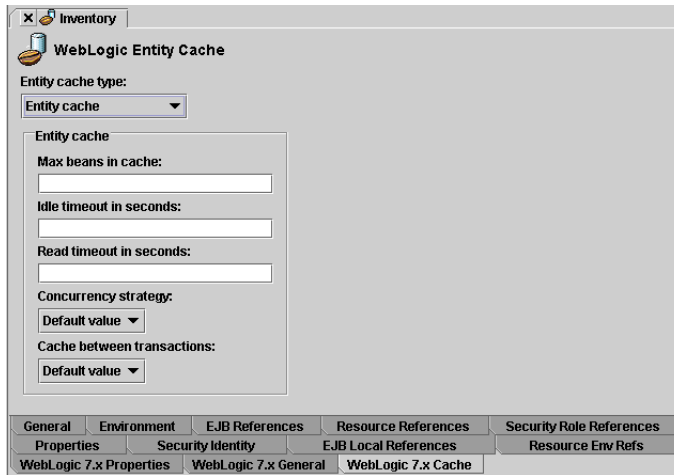 Inventory
WebLogic Entity Cache
Entity cache type:
Entity cache
Entity cache
Max beans in cache:
Idle timeout in seconds:
Read timeout in seconds:
Concurrency strategy:
Default value
Cache between transactions:
Default value
General Environment EJB References Resource References Security Role References
Properties Security Identity EJB Local References Resource Env Refs
WebLogic 7.x Properties WebLogic 7.x General WebLogic 7.x Cache